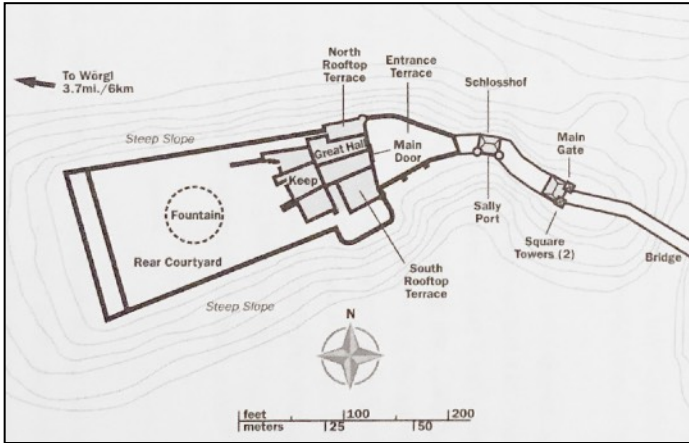 To Wörgl
3.7mi./6km
North
Rooftop
Terrace
Entrance
Terrace
Schlosshof
Steep Slope
Great Hall
Main
Door
Main
Gate
Keep
Fountain
Sally
Port
Square
Towers (2)
Bridge
Rear Courtyard
South
Rooftop
Terrace
Steep Slope
N
feet 100 200
meters 25 50